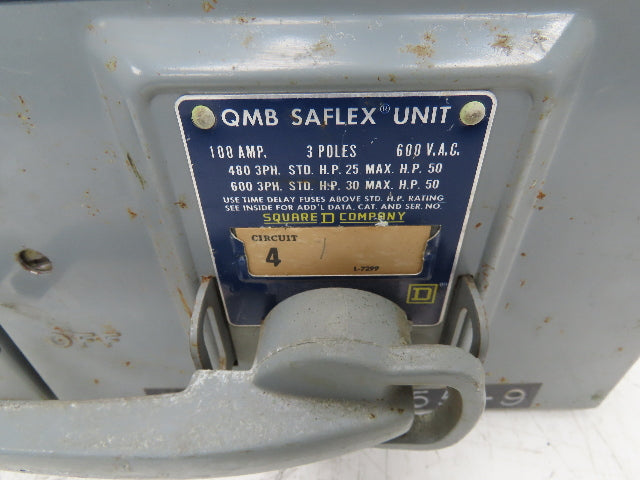 QMB SAFLEX® UNIT
100 AMP. 3 POLES 600 V.A.C.
480 3PH. STD. H.P. 25 MAX. H.P. 50
600 3PH. STD. H.P. 30 MAX. H.P. 50
USE TIME DELAY FUSES ABOVE STD. H.P. RATING
SEE INSIDE FOR ADD'L DATA, CAT. AND SER. NO.
SQUARE D COMPANY
CIRCUIT
4
L-7299
D ®
OFF